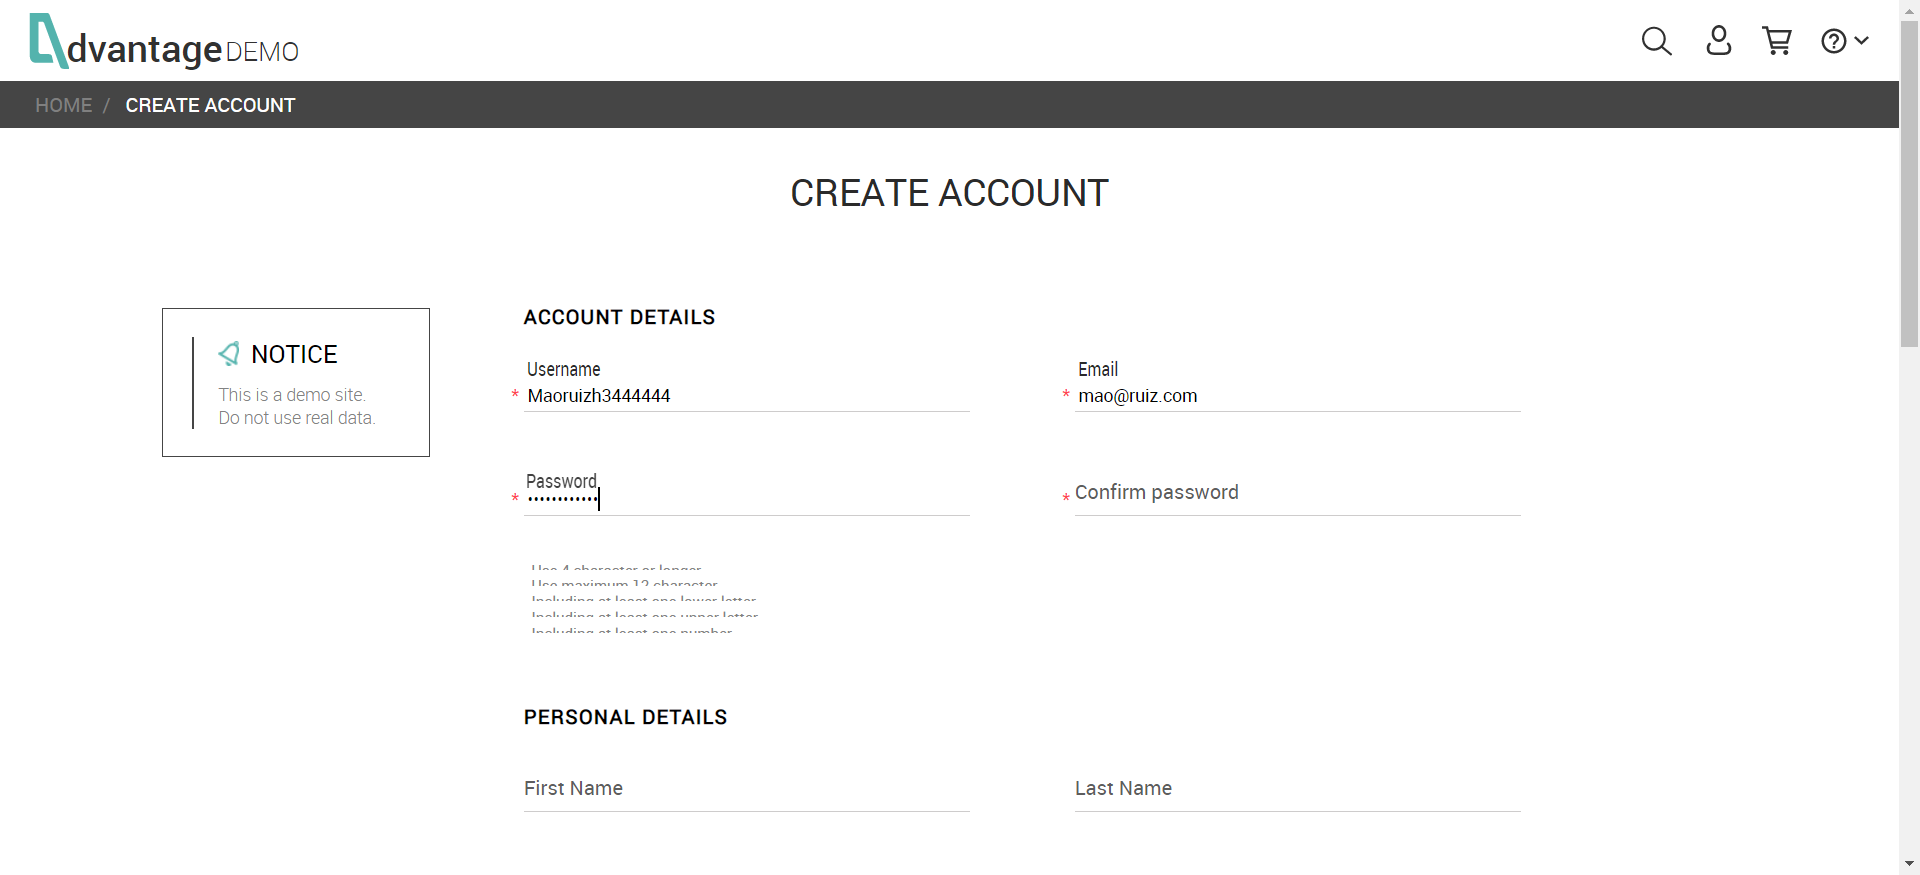 dvantage DEMO
HOME / CREATE ACCOUNT
CREATE ACCOUNT
NOTICE
This is a demo site.
Do not use real data.
ACCOUNT DETAILS
Username
* Maoruizh3444444
Email
* mao@ruiz.com
Password
* ••••••••••••
* Confirm password
Use 4 character or longer
Use maximum 12 character
Including at least one lower letter
Including at least one upper letter
Including at least one number
PERSONAL DETAILS
First Name
Last Name